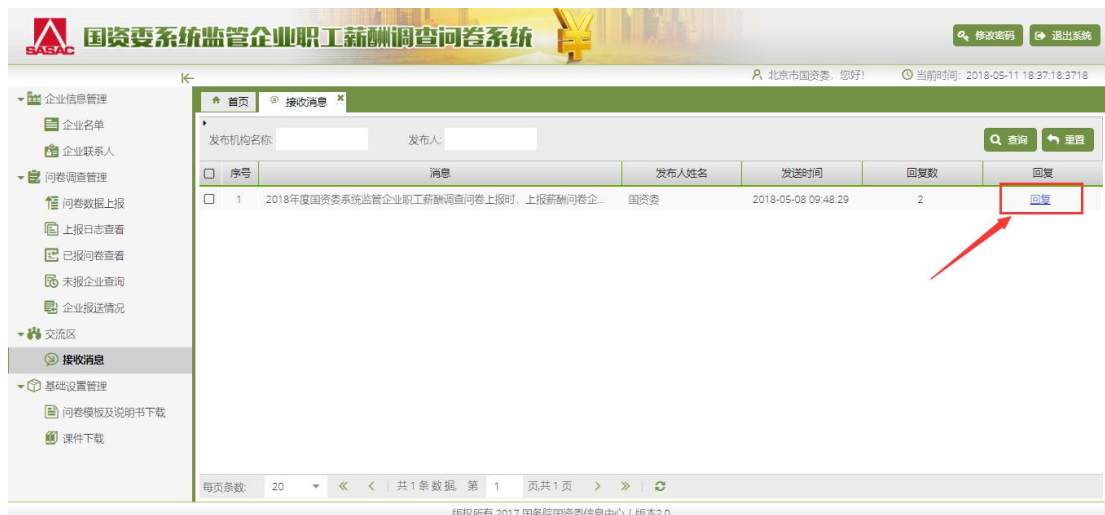 SASAC 国资委系统监管企业职工薪酬调查问卷系统 修改密码 退出系统
北京市国资委, 您好! 当前时间: 2018-05-11 18:37:18:3718
企业信息管理
企业名单
企业联系人
问卷调查管理
问卷数据上报
上报日志查看
已报问卷查看
未报企业查询
企业报送情况
交流区
接收消息
基础设置管理
问卷模板及说明书下载
课件下载
首页 接收消息
发布机构名称: 发布人: 查询 重置
序号 消息 发布人姓名 发送时间 回复数 回复
1 2018年度国资委系统监管企业职工薪酬调查问卷上报时, 上报薪酬问卷企... 国资委 2018-05-08 09:48:29 2 回复
每页条数: 20 共1条数据, 第 1 页,共1页
版权所有 2017 国务院国资委信息中心 | 版本2.0